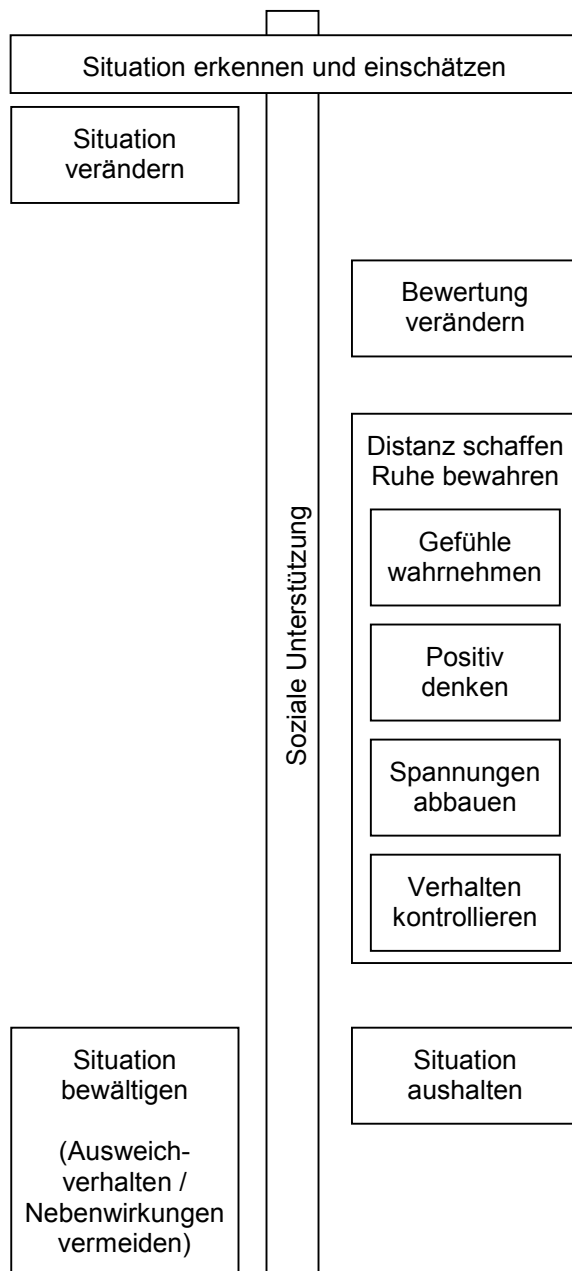 Situation erkennen und einschätzen
Situation
verändern
Bewertung
verändern
Distanz schaffen
Ruhe bewahren
Gefühle
wahrnehmen
Positiv
denken
Spannungen
abbauen
Verhalten
kontrollieren
Soziale Unterstützung
Situation
bewältigen
(Ausweich-
verhalten /
Nebenwirkungen
vermeiden)
Situation
aushalten